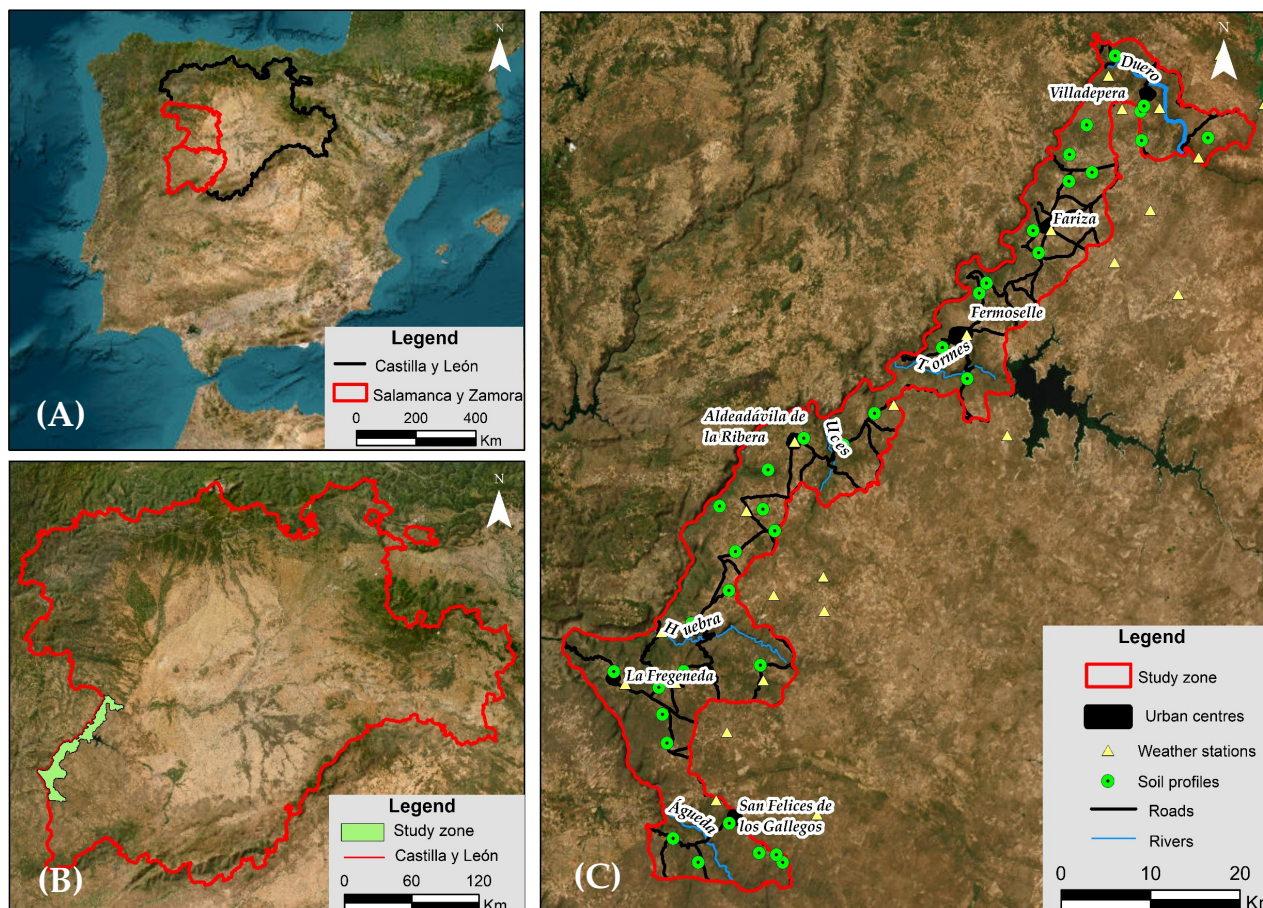 N
Legend
Castilla y León
Salamanca y Zamora
0 200 400
Km
(A)
N
Legend
Study zone
Castilla y León
0 60 120
Km
(B)
N
Duero
Villadepera
Fariza
Fermoselle
Tormes
Aldeadávila de
la Ribera
Uces
Huebra
La Fregeneda
Águeda
San Felices de
los Gallegos
Legend
Study zone
Urban centres
Weather stations
Soil profiles
Roads
Rivers
0 10 20
Km
(C)